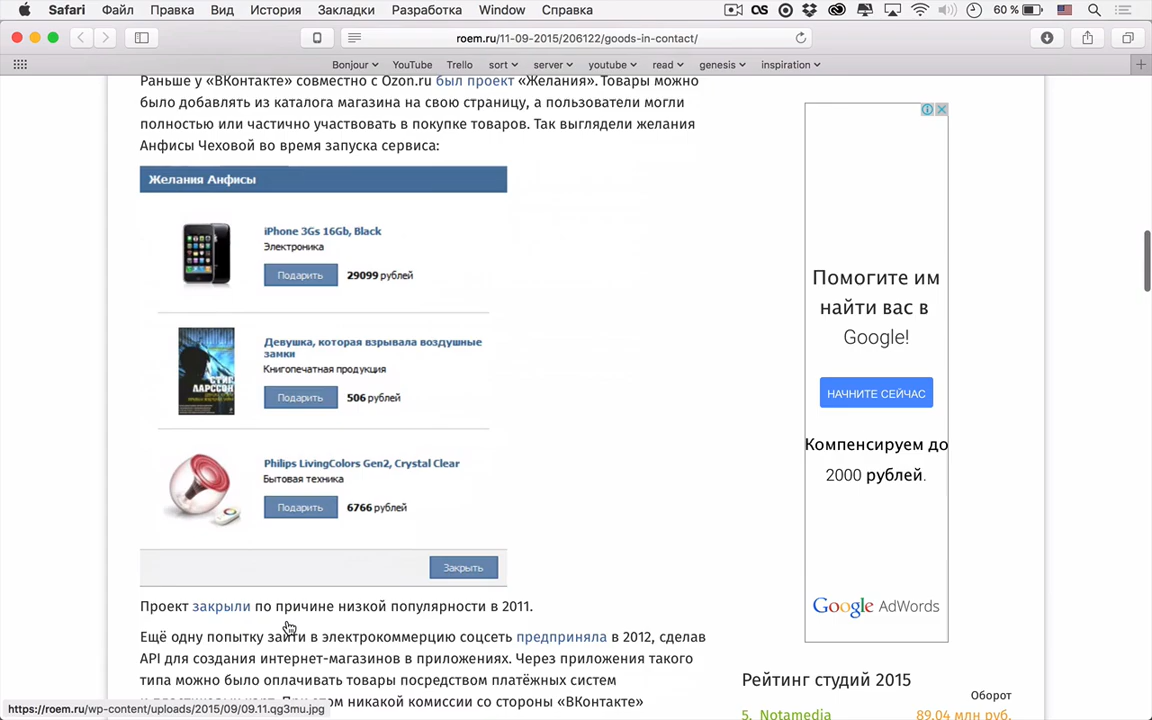 Safari Файл Правка Вид История Закладки Разработка Window Справка 60 %
roem.ru/11-09-2015/206122/goods-in-contact/
Bonjour YouTube Trello sort server youtube read genesis inspiration
Раньше у «ВКонтакте» совместно с Ozon.ru был проект «Желания». Товары можно
было добавлять из каталога магазина на свою страницу, а пользователи могли
полностью или частично участвовать в покупке товаров. Так выглядели желания
Анфисы Чеховой во время запуска сервиса:
Желания Анфисы
iPhone 3Gs 16Gb, Black
Электроника
Подарить 29099 рублей
Девушка, которая взрывала воздушные
замки
Книгопечатная продукция
Подарить 506 рублей
СТИГ
ЛАРССОН
Philips LivingColors Gen2, Crystal Clear
Бытовая техника
Подарить 6766 рублей
Закрыть
Проект закрыли по причине низкой популярности в 2011.
Ещё одну попытку зайти в электрокоммерцию соцсеть предприняла в 2012, сделав
API для создания интернет-магазинов в приложениях. Через приложения такого
типа можно было оплачивать товары посредством платёжных систем
и пластиковых карт. При этом никакой комиссии со стороны «ВКонтакте»
https://roem.ru/wp-content/uploads/2015/09/09.11.qg3mu.jpg
Помогите им
найти вас в
Google!
НАЧНИТЕ СЕЙЧАС
Компенсируем до
2000 рублей.
Google AdWords
Рейтинг студий 2015
Оборот
5. Notamedia 89,04 млн руб.